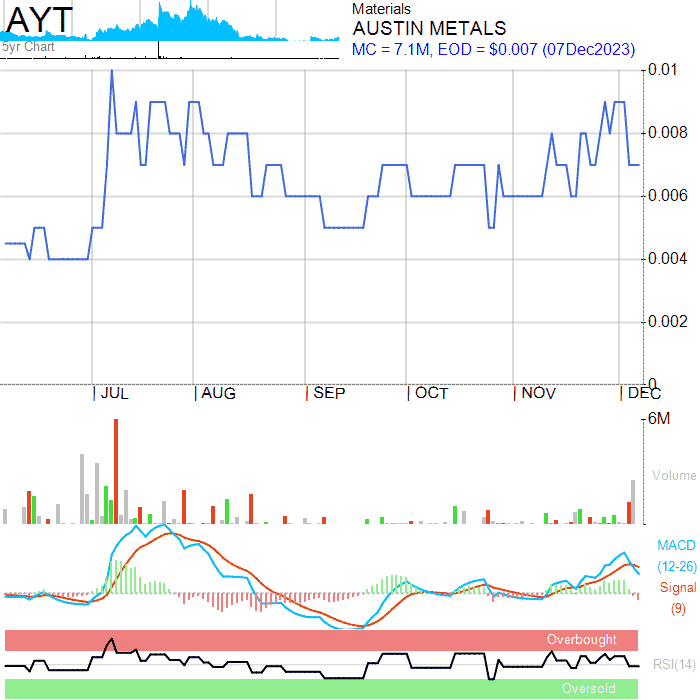 AYT
5yr Chart
Materials
AUSTIN METALS
MC = 7.1M, EOD = $0.007 (07Dec2023)
0.01
0.008
0.006
0.004
0.002
0
JUL AUG SEP OCT NOV DEC
6M
Volume
MACD
(12-26)
Signal
(9)
Overbought
RSI(14)
Oversold